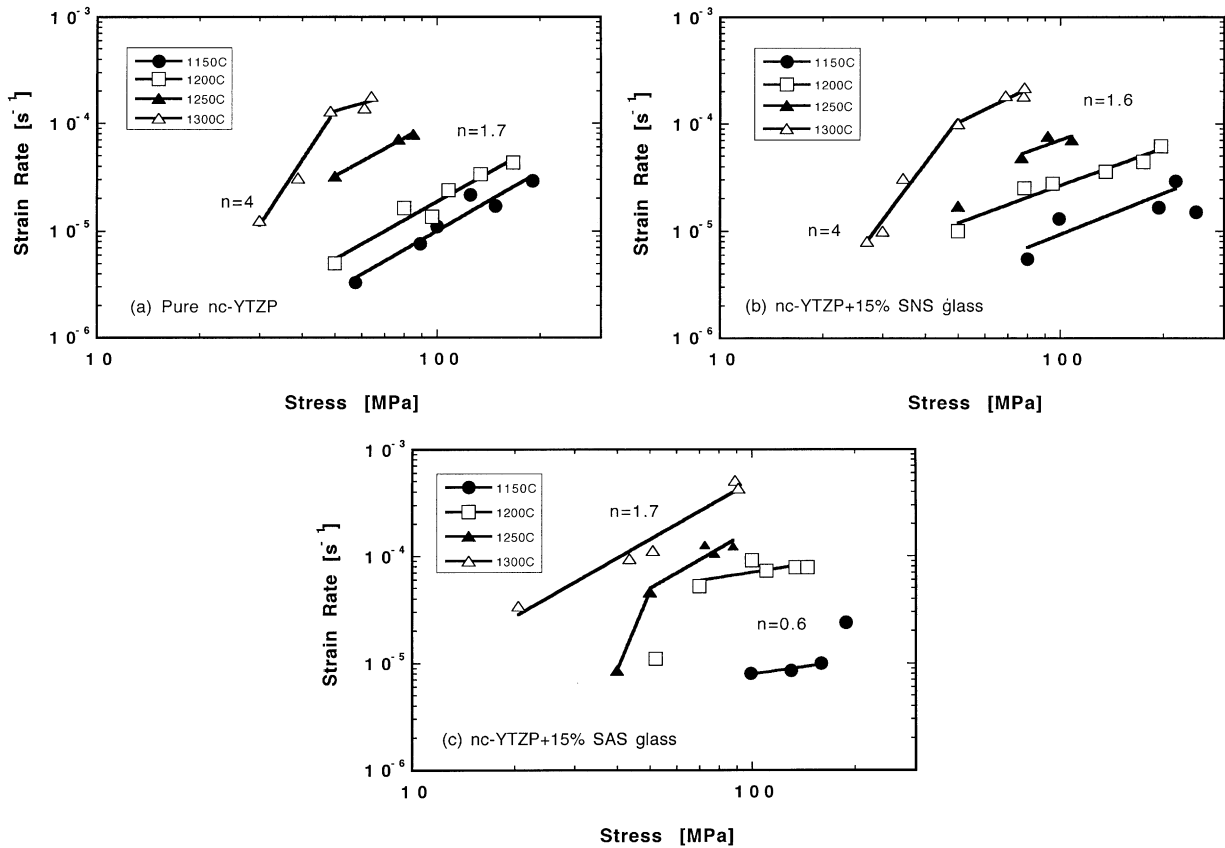 10⁻³
1150C
1200C
1250C
1300C
Strain Rate [s⁻¹]
10⁻⁴
n=1.7
n=4
10⁻⁵
(a) Pure nc-YTZP
10⁻⁶
10
100
Stress [MPa]
10⁻³
1150C
1200C
1250C
1300C
Strain Rate [s⁻¹]
n=1.6
10⁻⁴
n=4
10⁻⁵
(b) nc-YTZP+15% SNS glass
10⁻⁶
10
100
Stress [MPa]
10⁻³
1150C
1200C
1250C
1300C
n=1.7
Strain Rate [s⁻¹]
10⁻⁴
n=0.6
10⁻⁵
(c) nc-YTZP+15% SAS glass
10⁻⁶
10
100
Stress [MPa]